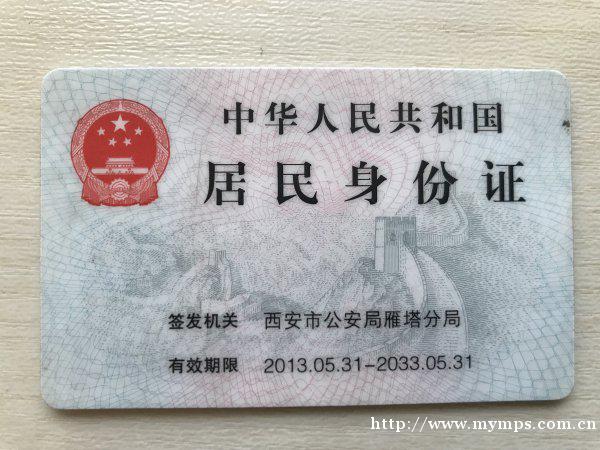 中华人民共和国
居民身份证
签发机关 西安市公安局雁塔分局
有效期限 2013.05.31-2033.05.31
http://www.mymps.com.cn